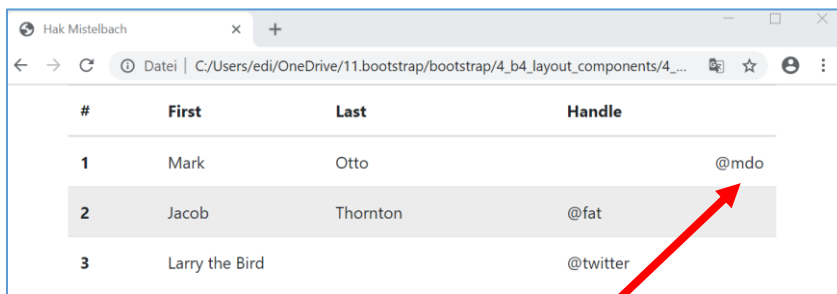 Hak Mistelbach
Datei | C:/Users/edi/OneDrive/11.bootstrap/bootstrap/4_b4_layout_components/4_...
# First Last Handle
1 Mark Otto @mdo
2 Jacob Thornton @fat
3 Larry the Bird @twitter